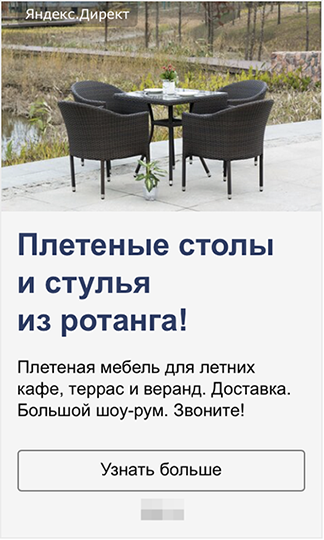 Яндекс.Директ
Плетеные столы
и стулья
из ротанга!
Плетеная мебель для летних
кафе, террас и веранд. Доставка.
Большой шоу-рум. Звоните!
Узнать больше